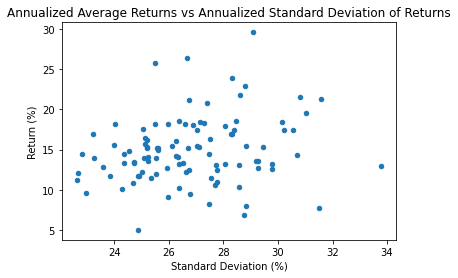 Annualized Average Returns vs Annualized Standard Deviation of Returns
30
25
20
15
10
5
Return (%)
24 26 28 30 32 34
Standard Deviation (%)